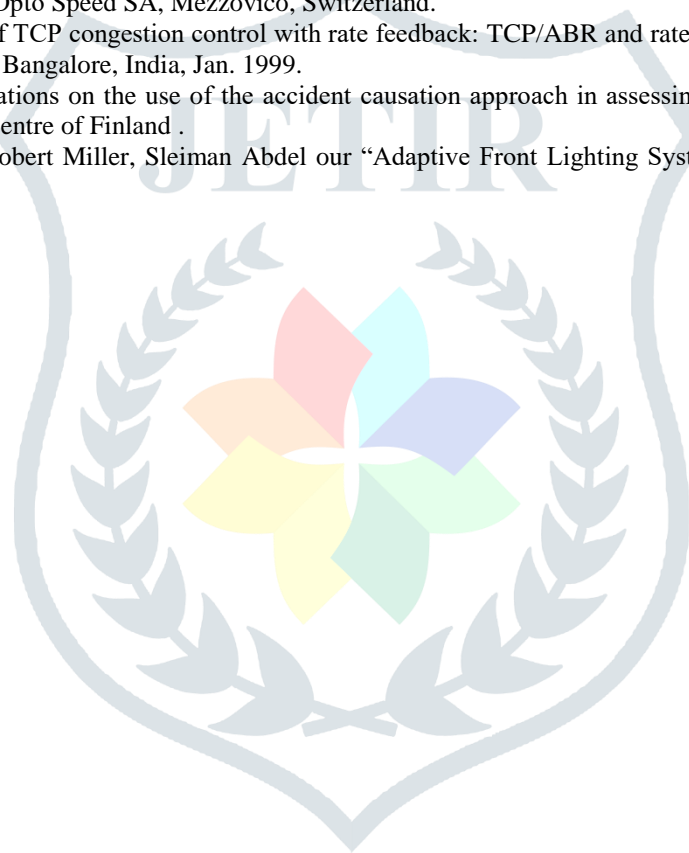 Opto Speed SA, Mezzovico, Switzerland.
f TCP congestion control with rate feedback: TCP/ABR and rate
Bangalore, India, Jan. 1999.
ations on the use of the accident causation approach in assessin
entre of Finland .
obert Miller, Sleiman Abdel our “Adaptive Front Lighting Syst
JETIR